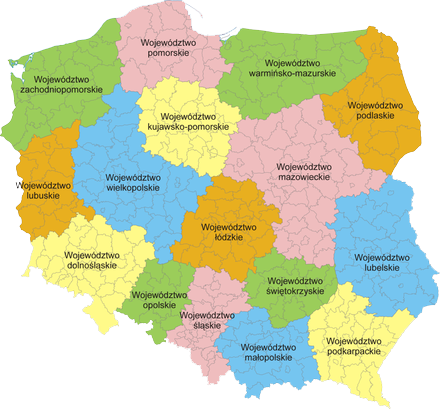 Województwo
pomorskie
Województwo
zachodniopomorskie
Województwo
warmińsko-mazurskie
Województwo
podlaskie
Województwo
kujawsko-pomorskie
Województwo
mazowieckie
Województwo
wielkopolskie
Województwo
lubuskie
Województwo
łódzkie
Województwo
dolnośląskie
Województwo
lubelskie
Województwo
opolskie
Województwo
śląskie
Województwo
świętokrzyskie
Województwo
małopolskie
Województwo
podkarpackie